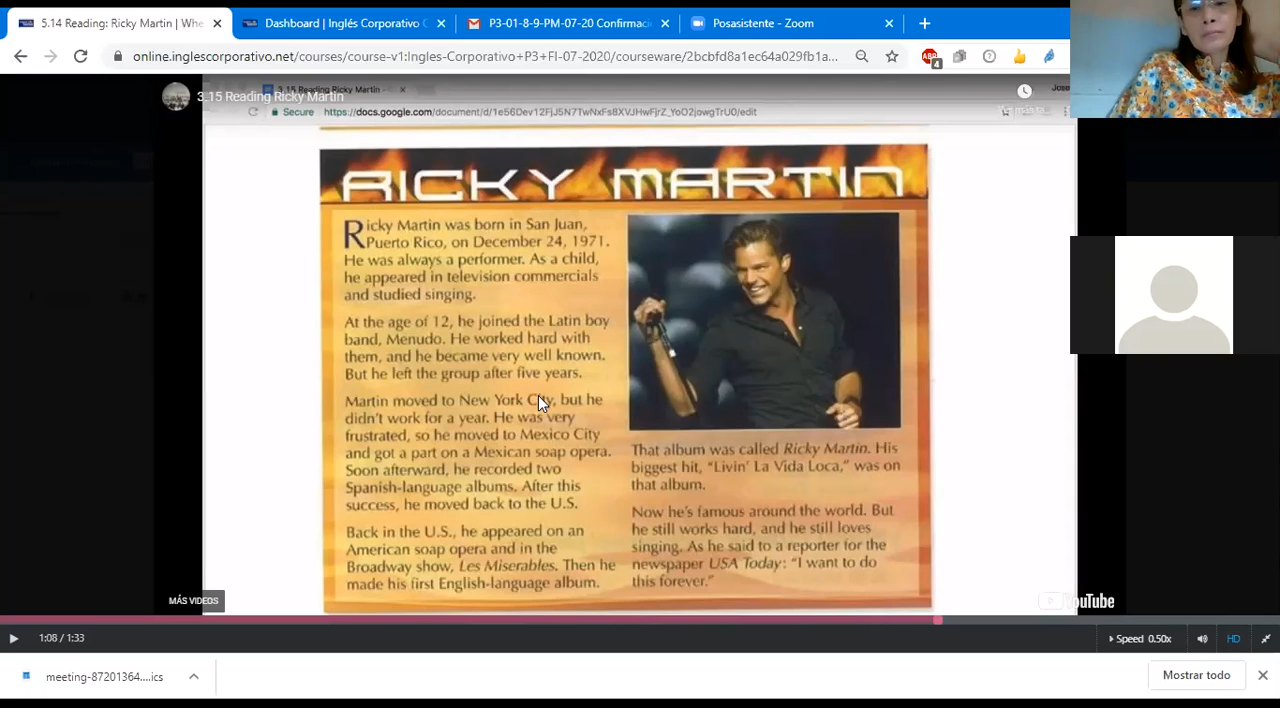 5.14 Reading: Ricky Martin | Whe
Dashboard | Inglés Corporativo
P3-01-8-9-PM-07-20 Confirmaci
Posasistente - Zoom
online.inglescorporativo.net/courses/course-v1:Ingles-Corporativo+P3+FI-07-2020/courseware/2bcbfd8a1ec64a029fb1a...
ABP
4
3.15 Reading Ricky Martin
Secure
RICKY MARTIN
Ricky Martin was born in San Juan,
Puerto Rico, on December 24, 1971.
He was always a performer. As a child,
he appeared in television commercials
and studied singing.
At the age of 12, he joined the Latin boy
band, Menudo. He worked hard with
them, and he became very well known.
But he left the group after five years.
Martin moved to New York City, but he
didn't work for a year. He was very
frustrated, so he moved to Mexico City
and got a part on a Mexican soap opera.
Soon afterward, he recorded two
Spanish-language albums. After this
success, he moved back to the U.S.
Back in the U.S., he appeared on an
American soap opera and in the
Broadway show, Les Miserables. Then he
made his first English-language album.
That album was called Ricky Martin. His
biggest hit, "Livin' La Vida Loca," was on
that album.
Now he's famous around the world. But
he still works hard, and he still loves
singing. As he said to a reporter for the
newspaper USA Today: "I want to do
this forever."
MÁS VIDEOS
YouTube
1:08 / 1:33
Speed 0.50x
HD
meeting-87201364....ics
Mostrar todo